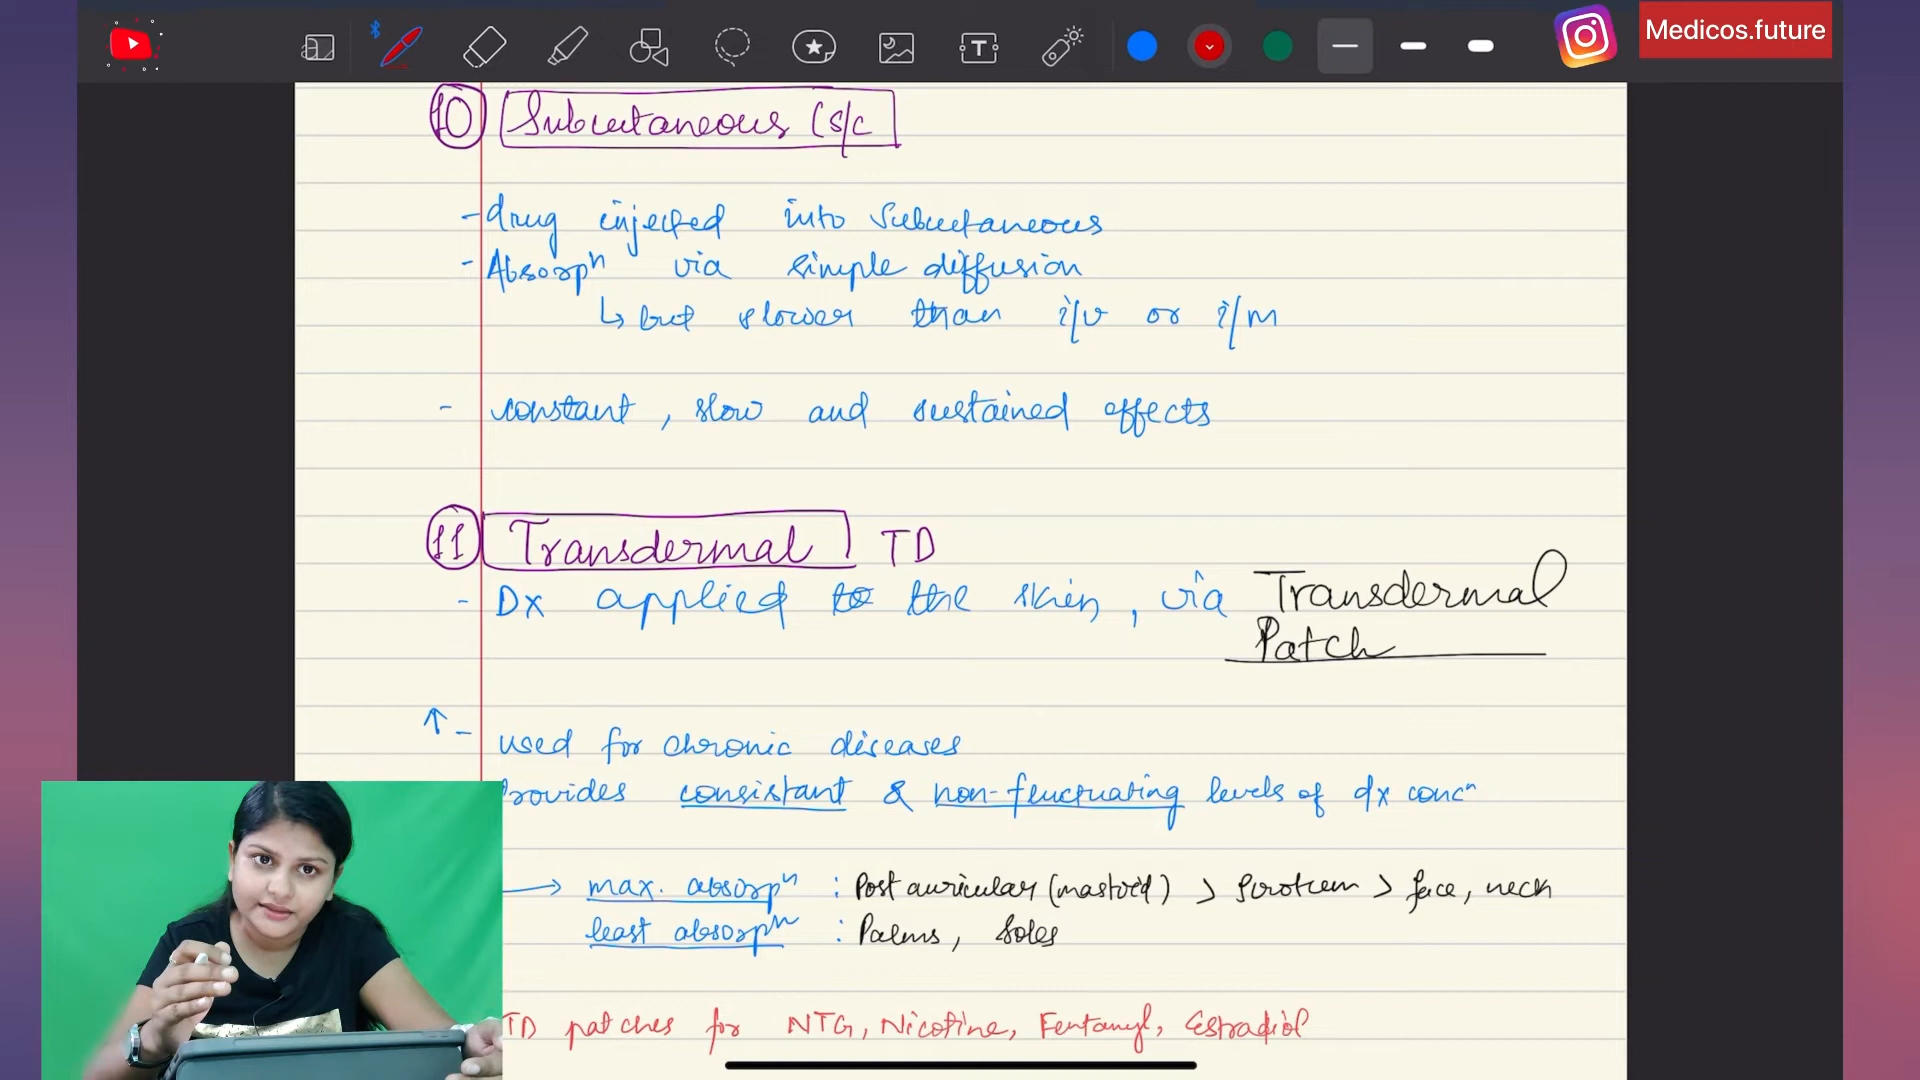 Medicos.future
10 Subcutaneous (s/c
- drug injected into Subcutaneous
- Absorpⁿ via simple diffusion
↳ but slower than i/v or i/m
- constant, slow and sustained effects
11 Transdermal TD
- Dx applied to the skin, via Transdermal
Patch
↑ - used for chronic diseases
rovides consistant & non-fluctuating levels of dx concⁿ
→ max. absorpⁿ : Post auricular (mastoid) > Scrotum > face, neck
least absorpⁿ : Palms, Soles
TD patches for NTG, Nicotine, Fentanyl, Estradiol